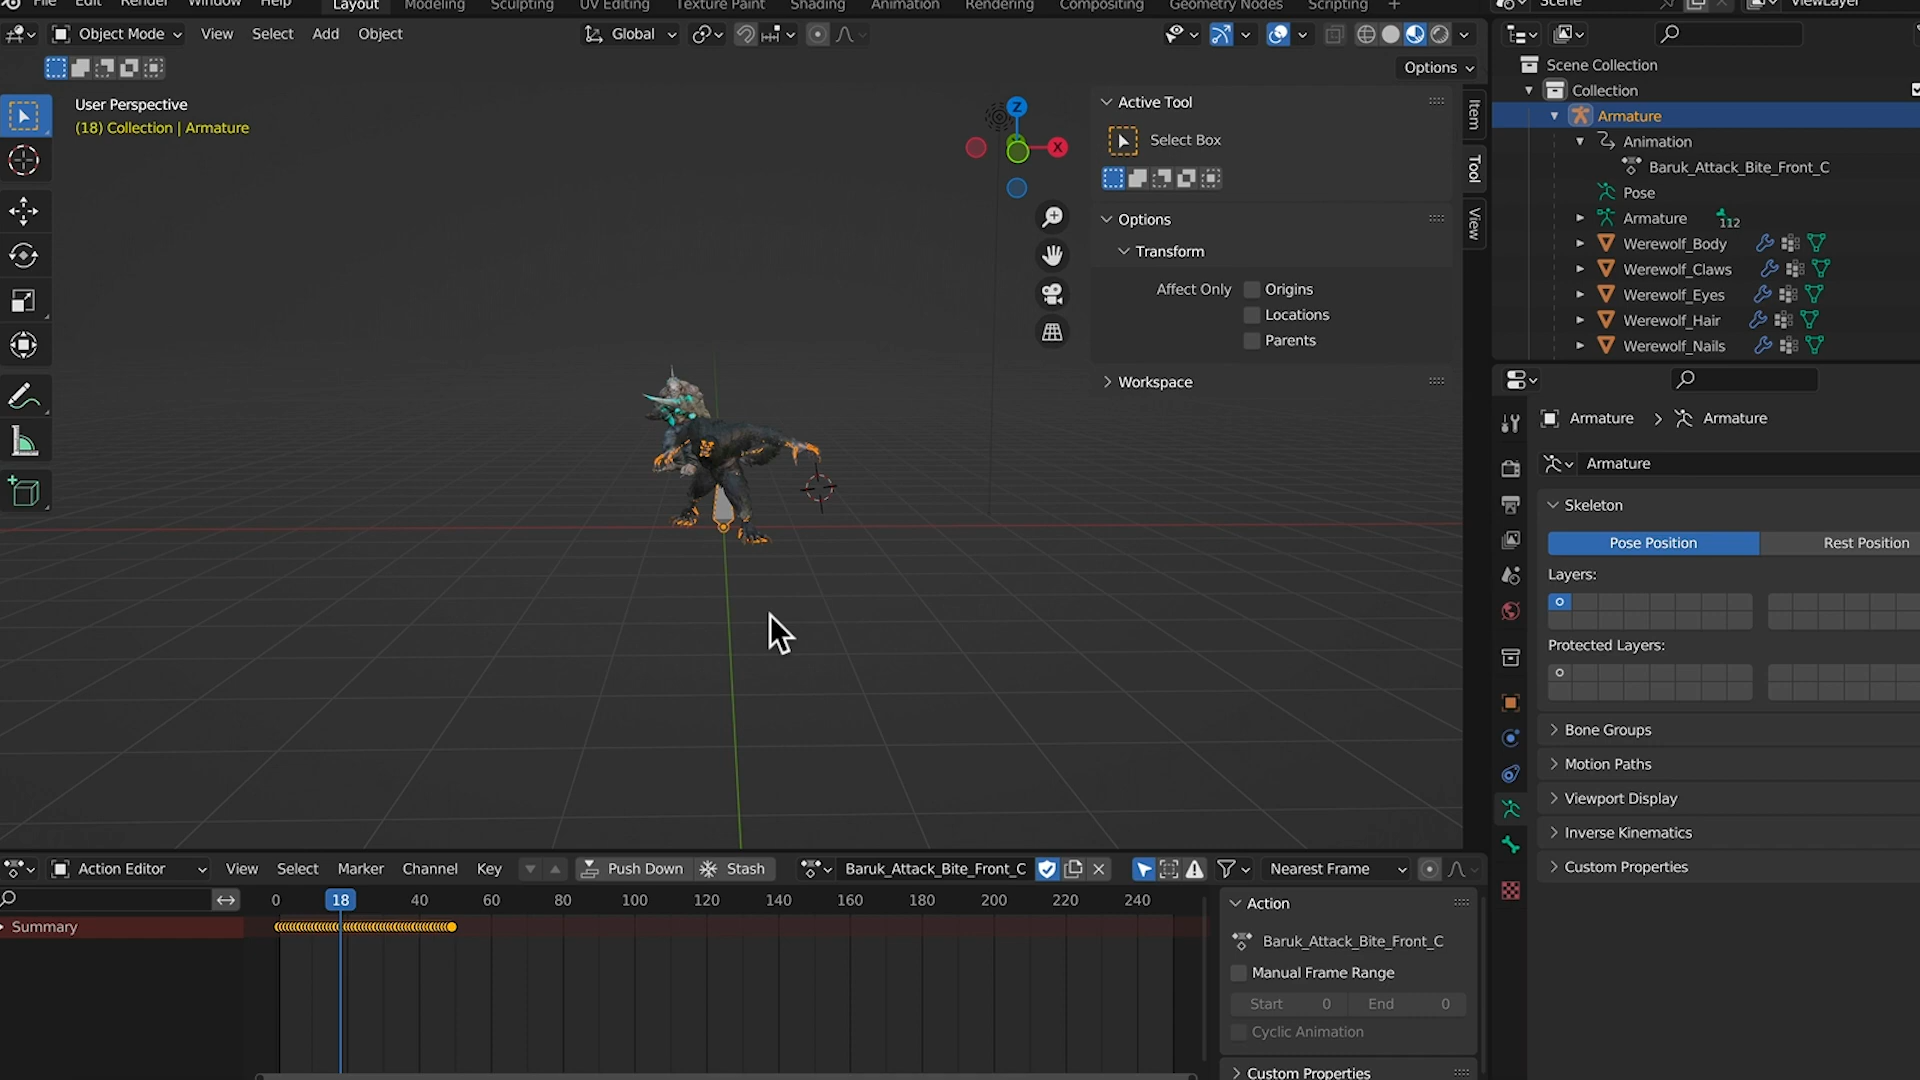 File Edit Render Window Help Layout Modeling Sculpting UV Editing Texture Paint Shading Animation Rendering Compositing Geometry Nodes Scripting + Scene ViewLayer
Object Mode View Select Add Object Global
Options
User Perspective
(18) Collection | Armature
Z
X
Active Tool
Select Box
Options
Transform
Affect Only Origins
Locations
Parents
Workspace
Item
Tool
View
Scene Collection
Collection
Armature
Animation
Baruk_Attack_Bite_Front_C
Pose
Armature 112
Werewolf_Body
Werewolf_Claws
Werewolf_Eyes
Werewolf_Hair
Werewolf_Nails
Armature > Armature
Armature
Skeleton
Pose Position Rest Position
Layers:
Protected Layers:
Bone Groups
Motion Paths
Viewport Display
Inverse Kinematics
Custom Properties
Action Editor View Select Marker Channel Key Push Down Stash Baruk_Attack_Bite_Front_C Nearest Frame
0 18 40 60 80 100 120 140 160 180 200 220 240
Summary
Action
Baruk_Attack_Bite_Front_C
Manual Frame Range
Start 0 End 0
Cyclic Animation
Custom Properties